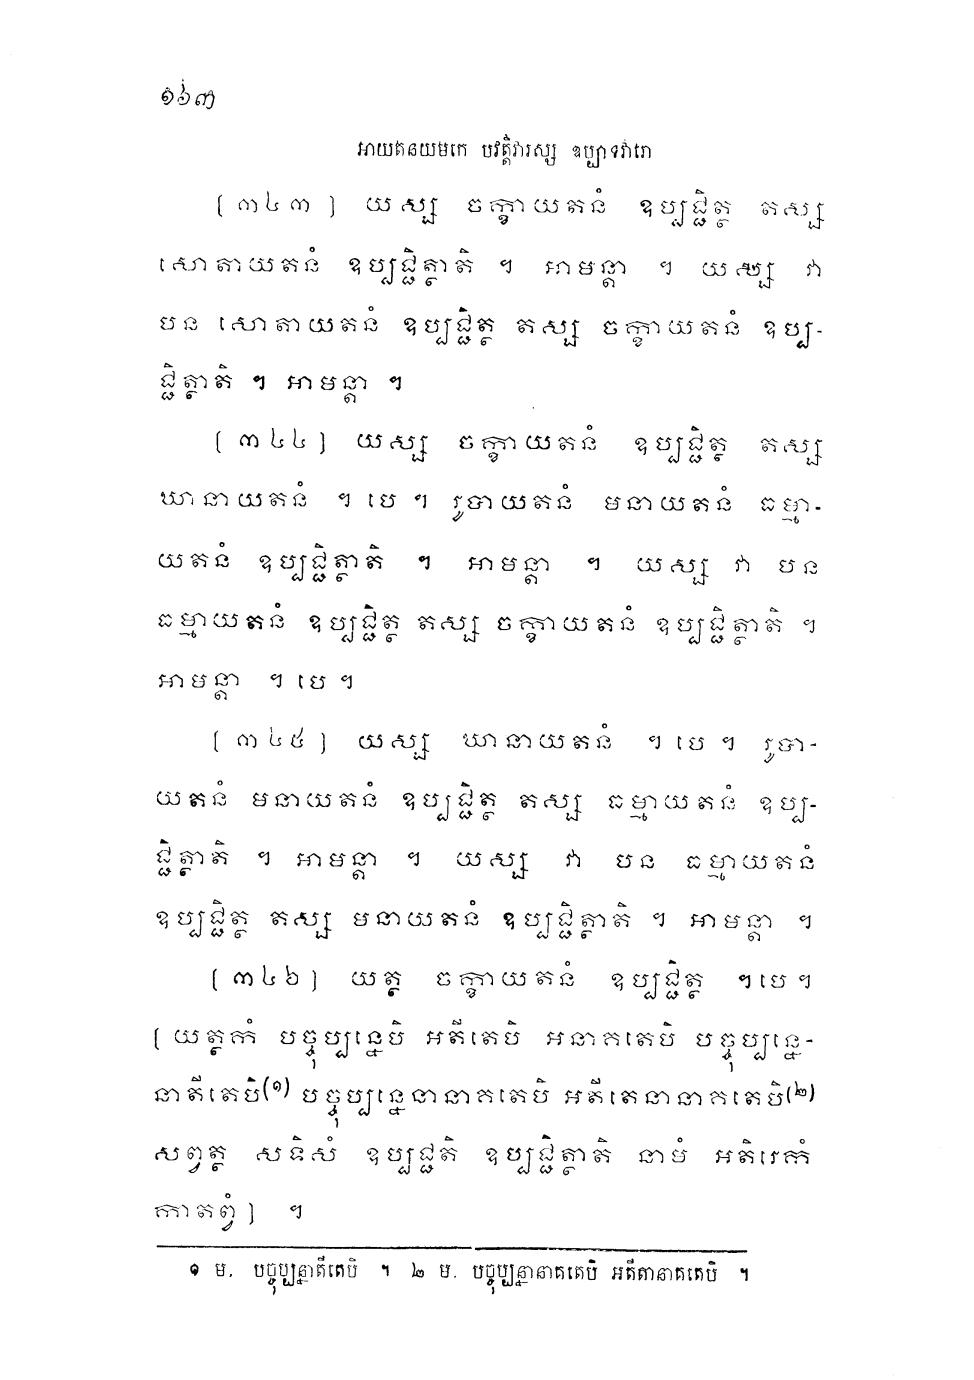 ១៦៣
អាយតនយមកេ បវត្តិវារស្ស ឧប្បាទវារោ
[ ៣៤៣ ] យស្ស ចក្ខាយតនំ ឧប្បជ្ជិត្ថ តស្ស
សោតាយតនំ ឧប្បជ្ជិត្ថាតិ ។ អាមន្តា ។ យស្ស វា
បន សោតាយតនំ ឧប្បជ្ជិត្ថ តស្ស ចក្ខាយតនំ ឧប្ប-
ជ្ជិត្ថាតិ ។ អាមន្តា ។
[ ៣៤៤ ] យស្ស ចក្ខាយតនំ ឧប្បជ្ជិត្ថ តស្ស
ឃានាយតនំ ។ បេ ។ រូបាយតនំ មនាយតនំ ធម្មា-
យតនំ ឧប្បជ្ជិត្ថាតិ ។ អាមន្តា ។ យស្ស វា បន
ធម្មាយតនំ ឧប្បជ្ជិត្ថ តស្ស ចក្ខាយតនំ ឧប្បជ្ជិត្ថាតិ ។
អាមន្តា ។ បេ ។
[ ៣៤៥ ] យស្ស ឃានាយតនំ ។ បេ ។ រូបា-
យតនំ មនាយតនំ ឧប្បជ្ជិត្ថ តស្ស ធម្មាយតនំ ឧប្ប-
ជ្ជិត្ថាតិ ។ អាមន្តា ។ យស្ស វា បន ធម្មាយតនំ
ឧប្បជ្ជិត្ថ តស្ស មនាយតនំ ឧប្បជ្ជិត្ថាតិ ។ អាមន្តា ។
[ ៣៤៦ ] យត្ថ ចក្ខាយតនំ ឧប្បជ្ជិត្ថ ។ បេ ។
[ យត្ថកំ បច្ចុប្បន្នេបិ អតីតេបិ អនាគតេបិ បច្ចុប្បន្នេ-
នាតីតេបិ(១) បច្ចុប្បន្នេនានាគតេបិ អតីតេនានាគតេបិ(២)
សព្វត្ថ សទិសំ ឧប្បជ្ជតិ ឧប្បជ្ជិត្ថាតិ នាមំ អតិរេកំ
កាតព្វំ ] ។
១ ម. បច្ចុប្បន្នាតីតេបិ ។ ២ ម. បច្ចុប្បន្នានាគតេបិ អតីតានាគតេបិ ។